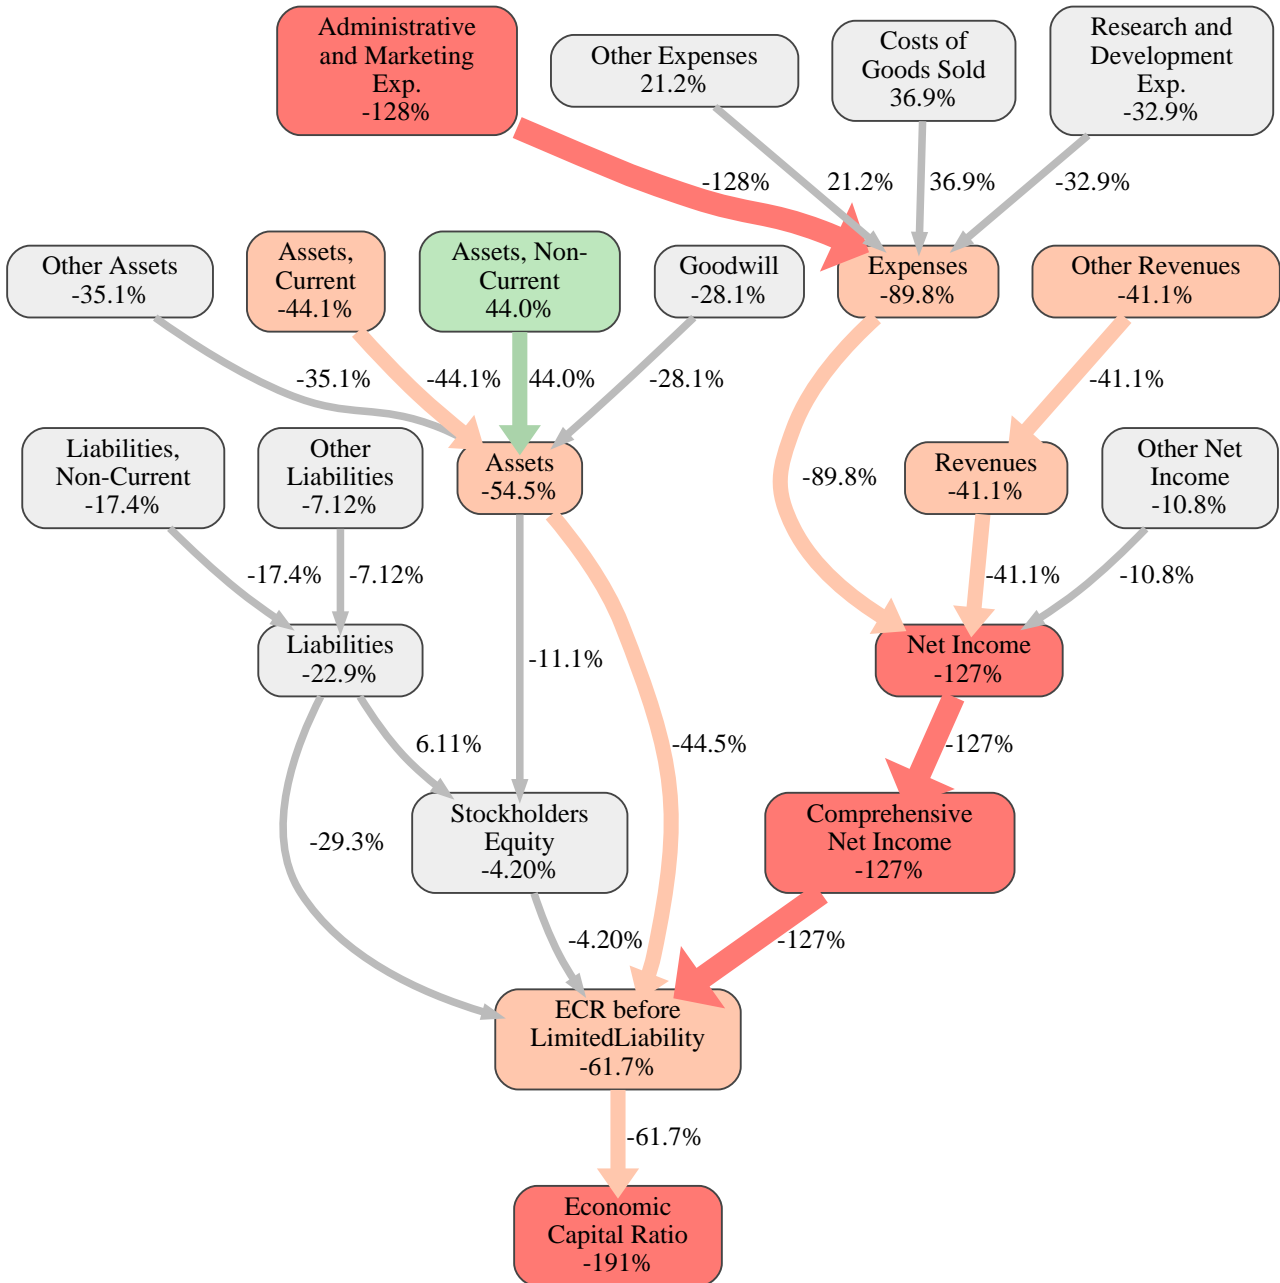 Administrative
and Marketing
Exp.
-128%
Other Expenses
21.2%
Costs of
Goods Sold
36.9%
Research and
Development
Exp.
-32.9%
-128%
21.2%
36.9%
-32.9%
Other Assets
-35.1%
Assets,
Current
-44.1%
Assets, Non-
Current
44.0%
Goodwill
-28.1%
Expenses
-89.8%
Other Revenues
-41.1%
-35.1%
-44.1%
44.0%
-28.1%
-41.1%
Liabilities,
Non-Current
-17.4%
Other
Liabilities
-7.12%
Assets
-54.5%
-89.8%
Revenues
-41.1%
Other Net
Income
-10.8%
-17.4%
-7.12%
-41.1%
-10.8%
Liabilities
-22.9%
-11.1%
Net Income
-127%
6.11%
-44.5%
-127%
-29.3%
Stockholders
Equity
-4.20%
Comprehensive
Net Income
-127%
-4.20%
-127%
ECR before
LimitedLiability
-61.7%
-61.7%
Economic
Capital Ratio
-191%